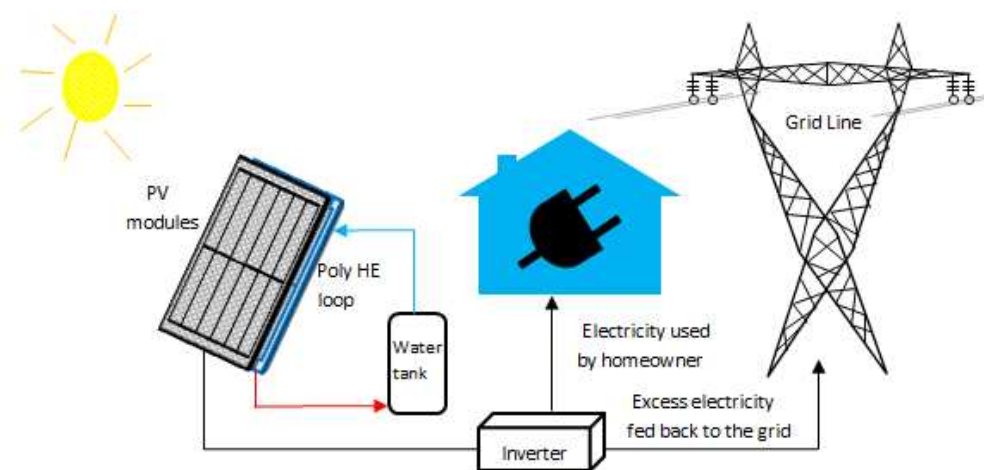 Grid Line
PV
modules
Poly HE
loop
Water
tank
Electricity used
by homeowner
Excess electricity
fed back to the grid
Inverter